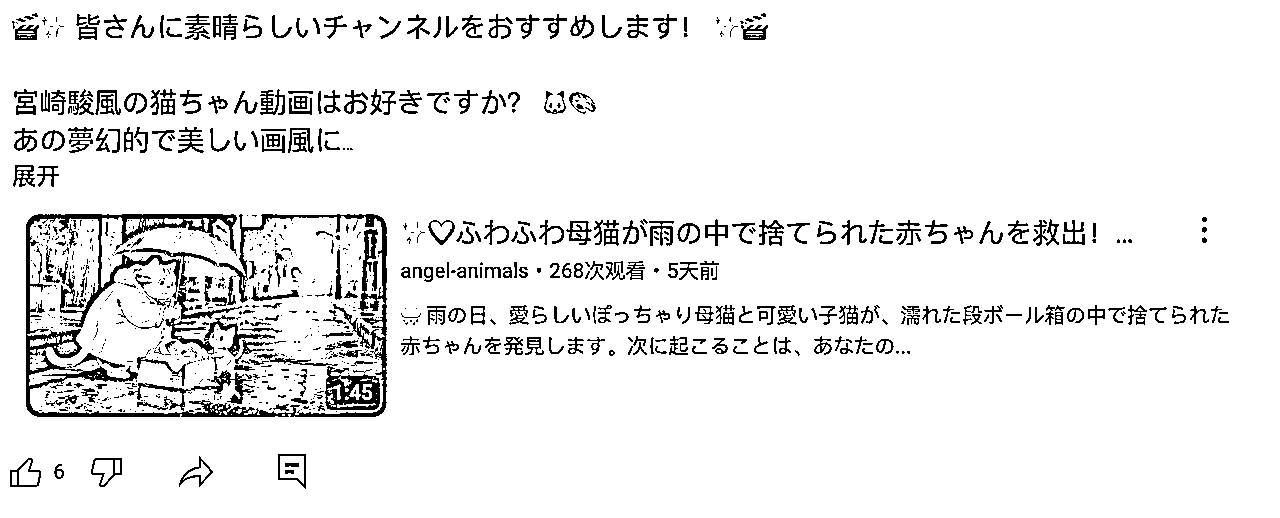 🎬✨ 皆さんに素晴らしいチャンネルをおすすめします! ✨🎬
宮崎駿風の猫ちゃん動画はお好きですか? 🐱🎨
あの夢幻的で美しい画風に...
展开
✨♡ふわふわ母猫が雨の中で捨てられた赤ちゃんを救出! ...
angel-animals・268次观看・5天前
🌧️雨の日、愛らしいぽっちゃり母猫と可愛い子猫が、濡れた段ボール箱の中で捨てられた
赤ちゃんを発見します。次に起こることは、あなたの...
1:45
6